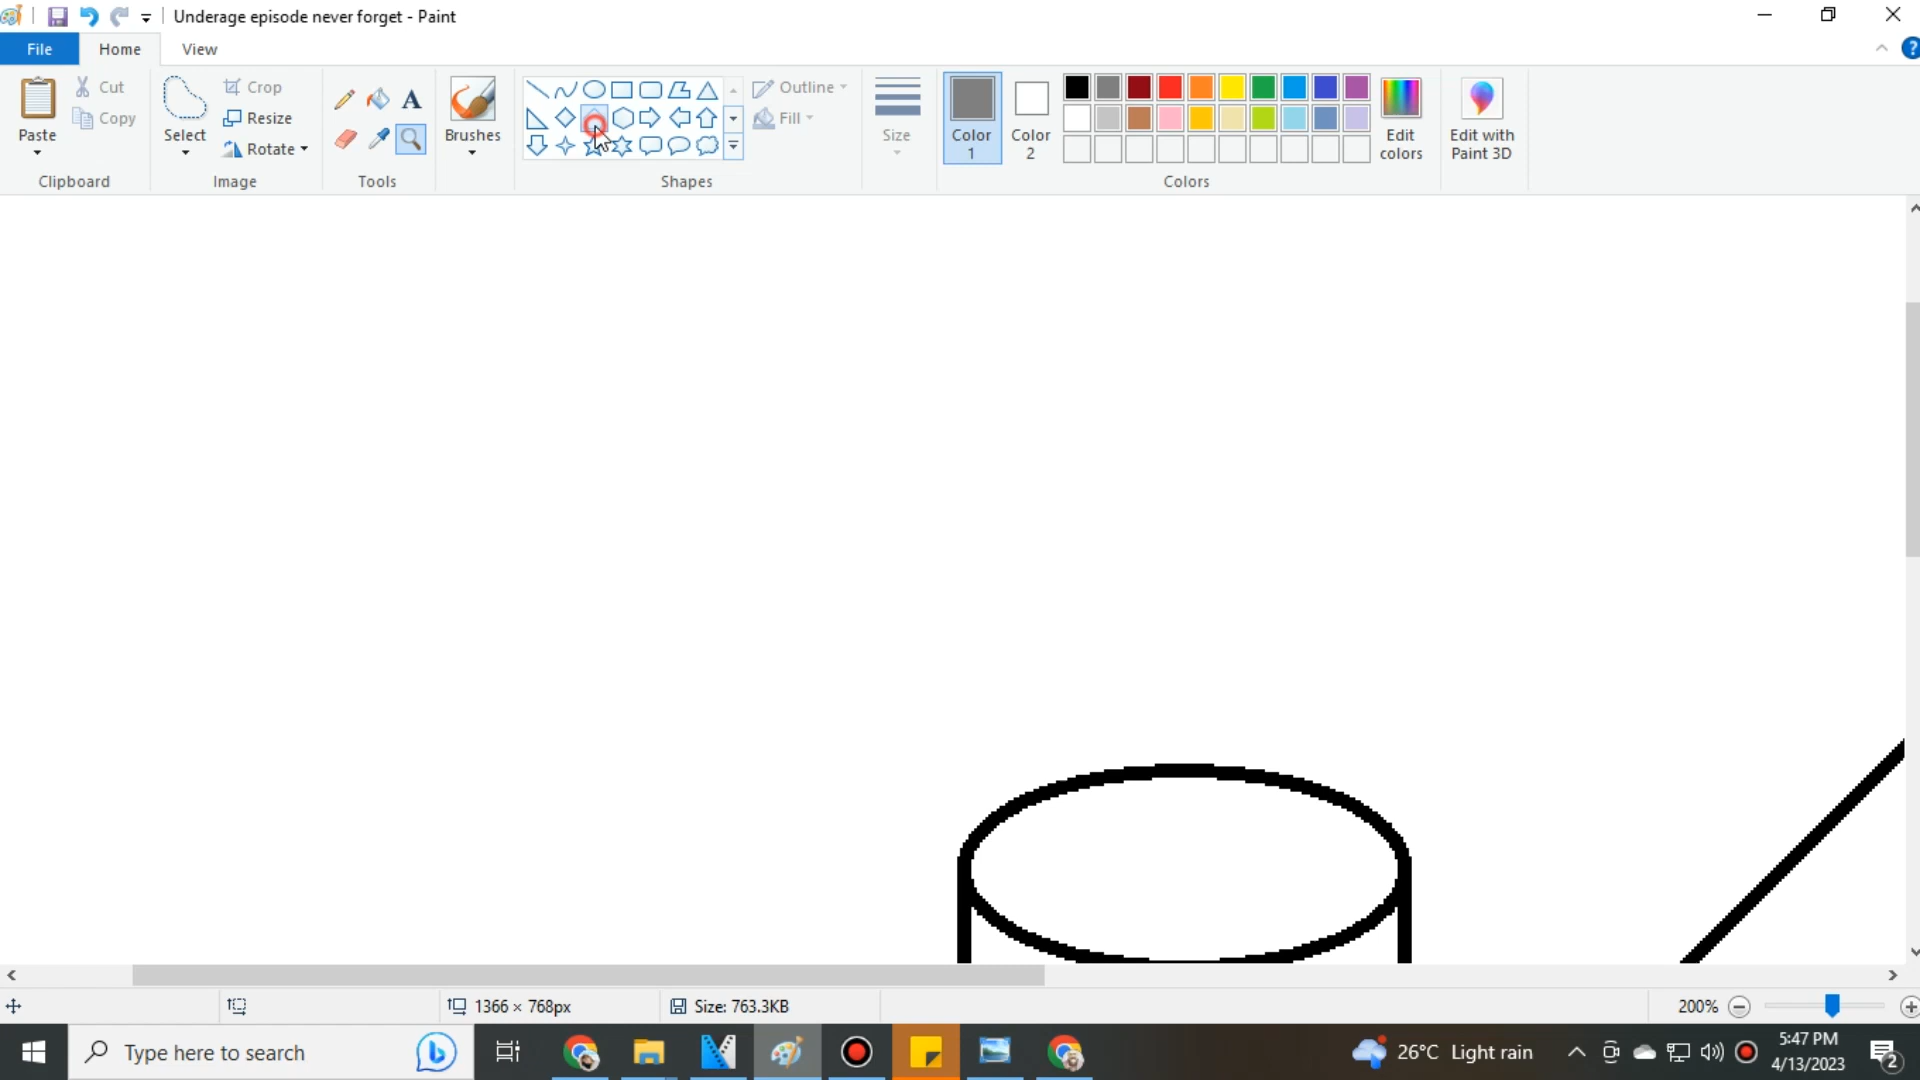 Underage episode never forget - Paint
File
Home
View
?
Paste
Cut
Copy
Clipboard
Select
Crop
Resize
Rotate
Image
A
Tools
Brushes
Outline
Fill
Shapes
Size
Color
1
Color
2
Edit
colors
Colors
Edit with
Paint 3D
1366 × 768px
Size: 763.3KB
200%
Type here to search
26°C Light rain
5:47 PM
4/13/2023
2